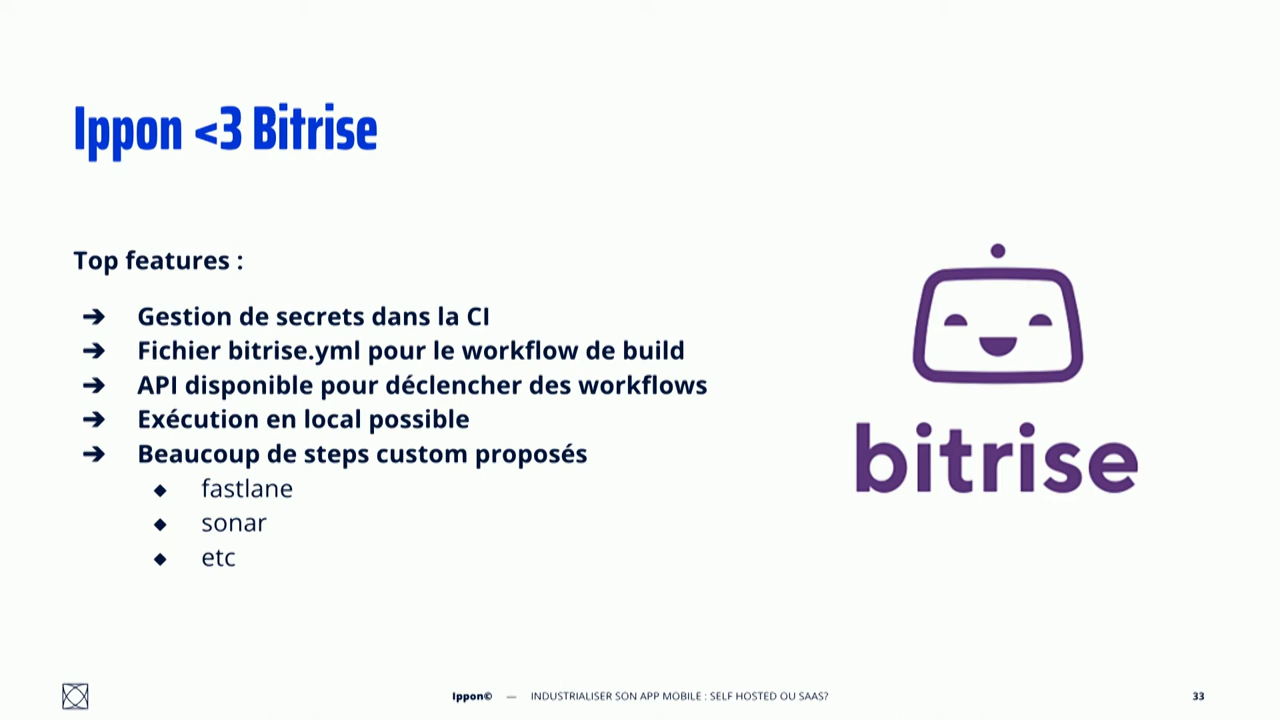 Ippon <3 Bitrise
Top features :
➔ Gestion de secrets dans la CI
➔ Fichier bitrise.yml pour le workflow de build
➔ API disponible pour déclencher des workflows
➔ Exécution en local possible
➔ Beaucoup de steps custom proposés
◆ fastlane
◆ sonar
◆ etc
bitrise
Ippon© — INDUSTRIALISER SON APP MOBILE : SELF HOSTED OU SAAS? 33